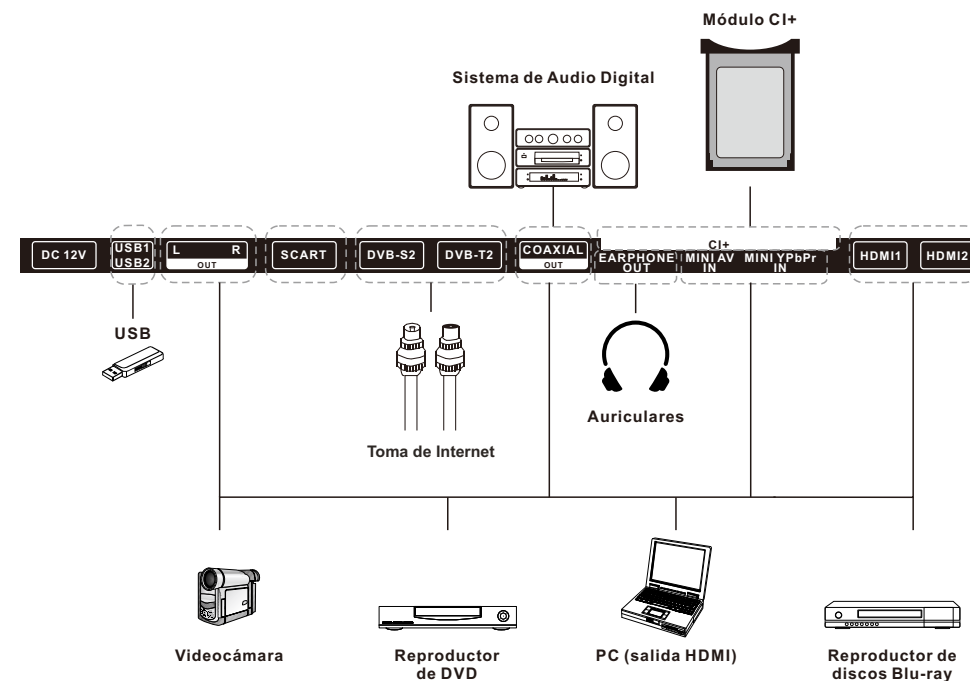 Módulo CI+
Sistema de Audio Digital
DC 12V
USB1
USB2
L R
OUT
SCART
DVB-S2
DVB-T2
COAXIAL
OUT
CI+
EARPHONE
OUT
MINI AV
IN
MINI YPbPr
IN
HDMI1
HDMI2
USB
Auriculares
Toma de Internet
Videocámara
Reproductor
de DVD
PC (salida HDMI)
Reproductor de
discos Blu-ray